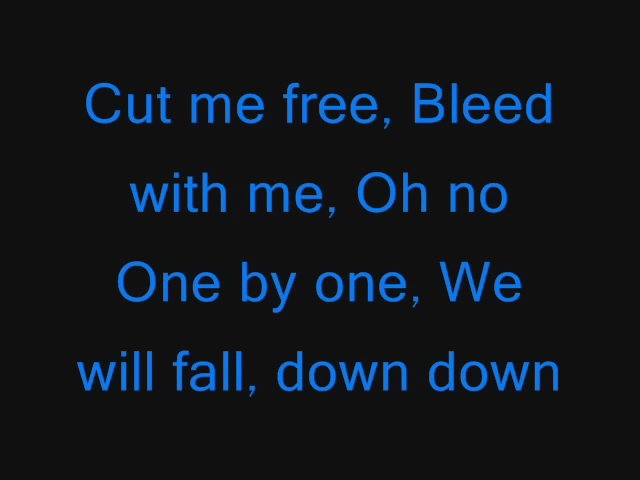 Cut me free, Bleed
with me, Oh no
One by one, We
will fall, down down